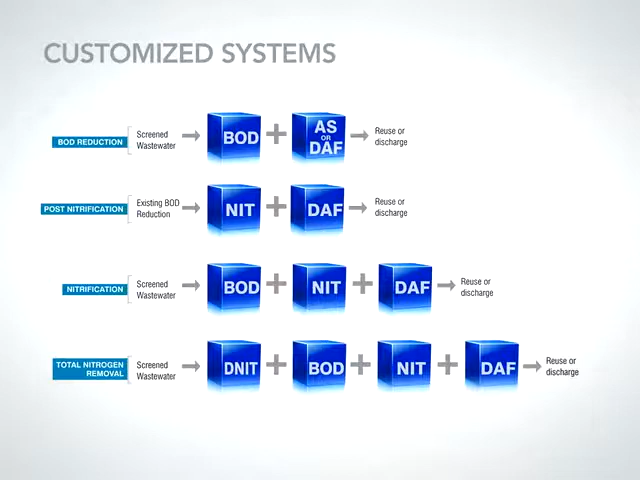 CUSTOMIZED SYSTEMS
BOD REDUCTION
Screened
Wastewater
BOD
AS
OR
DAF
Reuse or
discharge
POST NITRIFICATION
Existing BOD
Reduction
NIT
DAF
Reuse or
discharge
NITRIFICATION
Screened
Wastewater
BOD
NIT
DAF
Reuse or
discharge
TOTAL NITROGEN
REMOVAL
Screened
Wastewater
DNIT
BOD
NIT
DAF
Reuse or
discharge